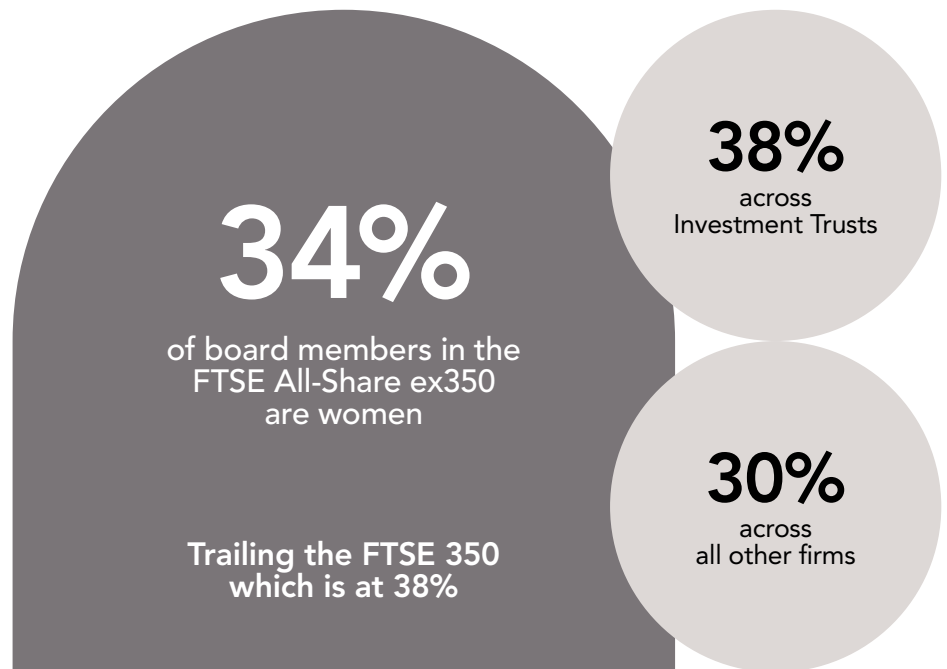 34%
of board members in the
FTSE All-Share ex350
are women
Trailing the FTSE 350
which is at 38%
38%
across
Investment Trusts
30%
across
all other firms